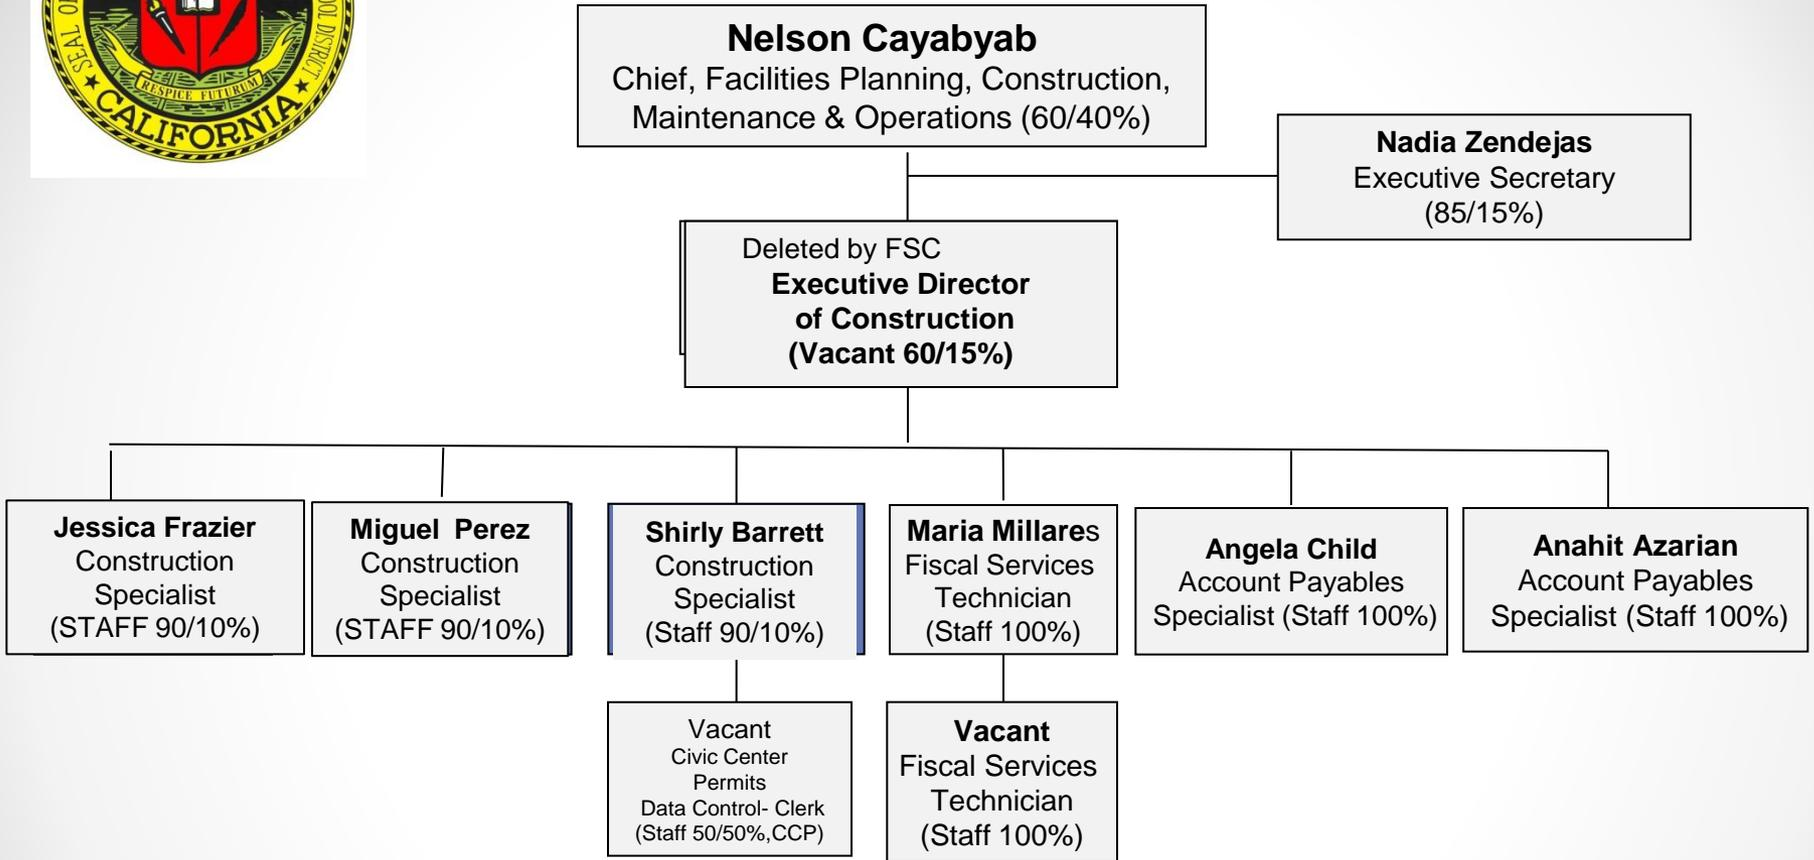 SEAL O
OOL DISTRICT
RESPICE FUTURUM
CALIFORNIA
Nelson Cayabyab
Chief, Facilities Planning, Construction,
Maintenance & Operations (60/40%)
Nadia Zendejas
Executive Secretary
(85/15%)
Deleted by FSC
Executive Director
of Construction
(Vacant 60/15%)
Jessica Frazier
Construction
Specialist
(STAFF 90/10%)
Miguel Perez
Construction
Specialist
(STAFF 90/10%)
Shirly Barrett
Construction
Specialist
(Staff 90/10%)
Maria Millares
Fiscal Services
Technician
(Staff 100%)
Angela Child
Account Payables
Specialist (Staff 100%)
Anahit Azarian
Account Payables
Specialist (Staff 100%)
Vacant
Civic Center
Permits
Data Control- Clerk
(Staff 50/50%,CCP)
Vacant
Fiscal Services
Technician
(Staff 100%)